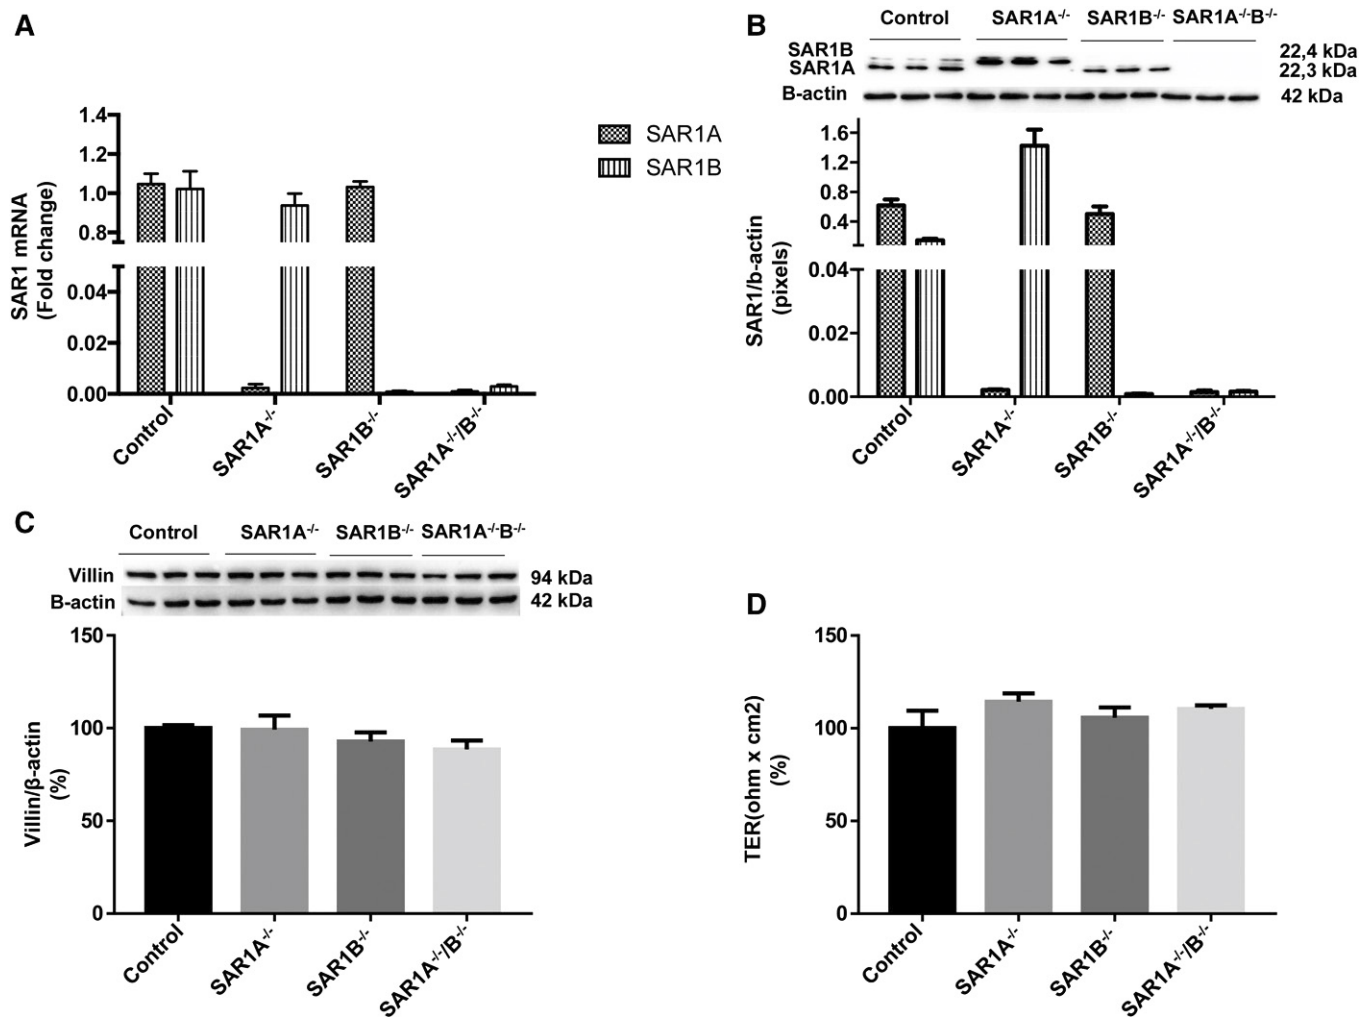 A
1.4
1.2
1.0
0.8
0.04
0.02
0.00
SAR1 mRNA
(Fold change)
Control
SAR1A-/-
SAR1B-/-
SAR1A-/-/B-/-
SAR1A
SAR1B
B
Control SAR1A-/- SAR1B-/- SAR1A-/-B-/-
SAR1B 22,4 kDa
SAR1A 22,3 kDa
B-actin 42 kDa
1.6
1.2
0.8
0.4
0.04
0.02
0.00
SAR1/b-actin
(pixels)
Control
SAR1A-/-
SAR1B-/-
SAR1A-/-/B-/-
C
Control SAR1A-/- SAR1B-/- SAR1A-/-B-/-
Villin 94 kDa
B-actin 42 kDa
150
100
50
0
Villin/β-actin
(%)
Control
SAR1A-/-
SAR1B-/-
SAR1A-/-/B-/-
D
150
100
50
0
TER(ohm x cm2)
(%)
Control
SAR1A-/-
SAR1B-/-
SAR1A-/-/B-/-